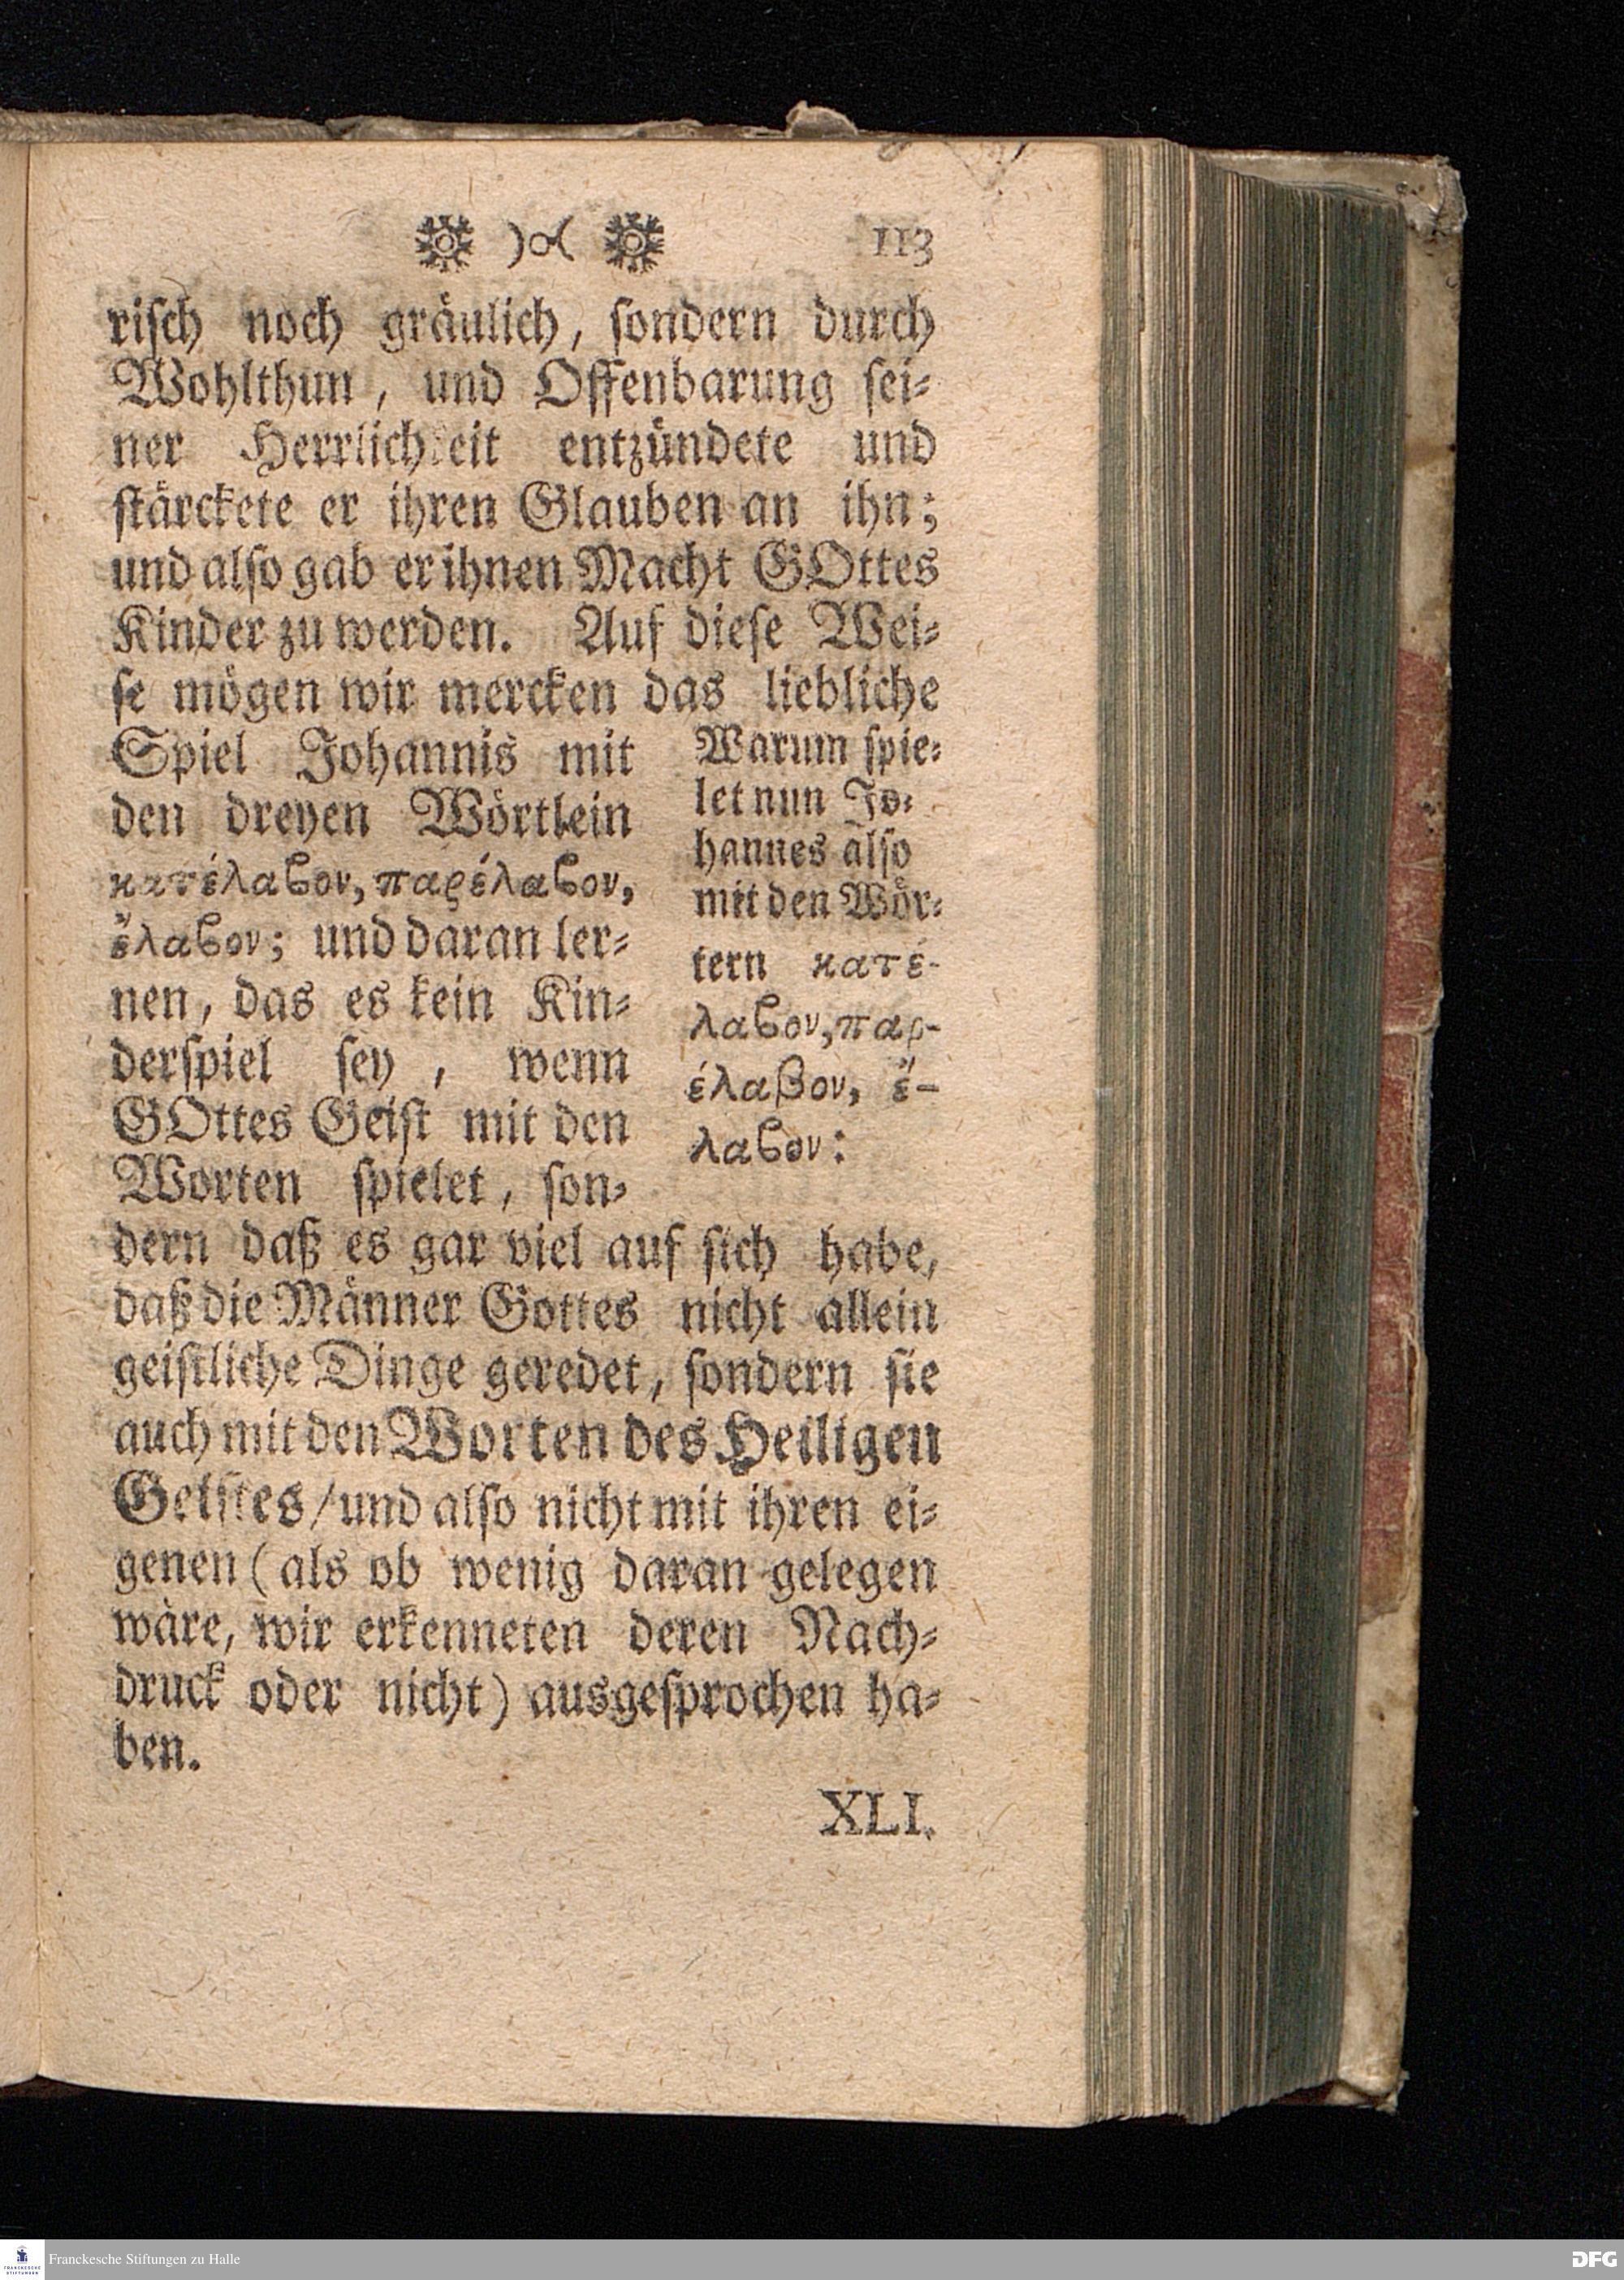 )o( 113
riſch noch gräulich, ſondern durch
Wohlthun, und Offenbarung ſei-
ner Herrlichkeit entzündete und
ſtärckete er ihren Glauben an ihn;
und alſo gab er ihnen Macht GOttes
Kinder zu werden. Auf dieſe Wei-
ſe mögen wir mercken das liebliche
Spiel Johannis mit
den dreyen Wörtlein
κατέλαϐον, παρέλαϐον,
ἔλαϐον; und daran ler-
nen, das es kein Kin-
derſpiel ſey, wenn
GOttes Geiſt mit den
Worten ſpielet, ſon-
Warum ſpie-
let nun Jo-
hannes alſo
mit den Wör-
tern κατέ-
λαϐον, παρ-
έλαβον, ἔ-
λαϐον:
dern daß es gar viel auf ſich habe,
daß die Männer Gottes nicht allein
geiſtliche Dinge geredet, ſondern ſie
auch mit den Worten des Heiligen
Geiſtes / und alſo nicht mit ihren ei-
genen (als ob wenig daran gelegen
wäre, wir erkenneten deren Nach-
druck oder nicht) ausgeſprochen ha-
ben.
XLI.
FRANCKESCHE
STIFTUNGEN
Franckesche Stiftungen zu Halle
DFG